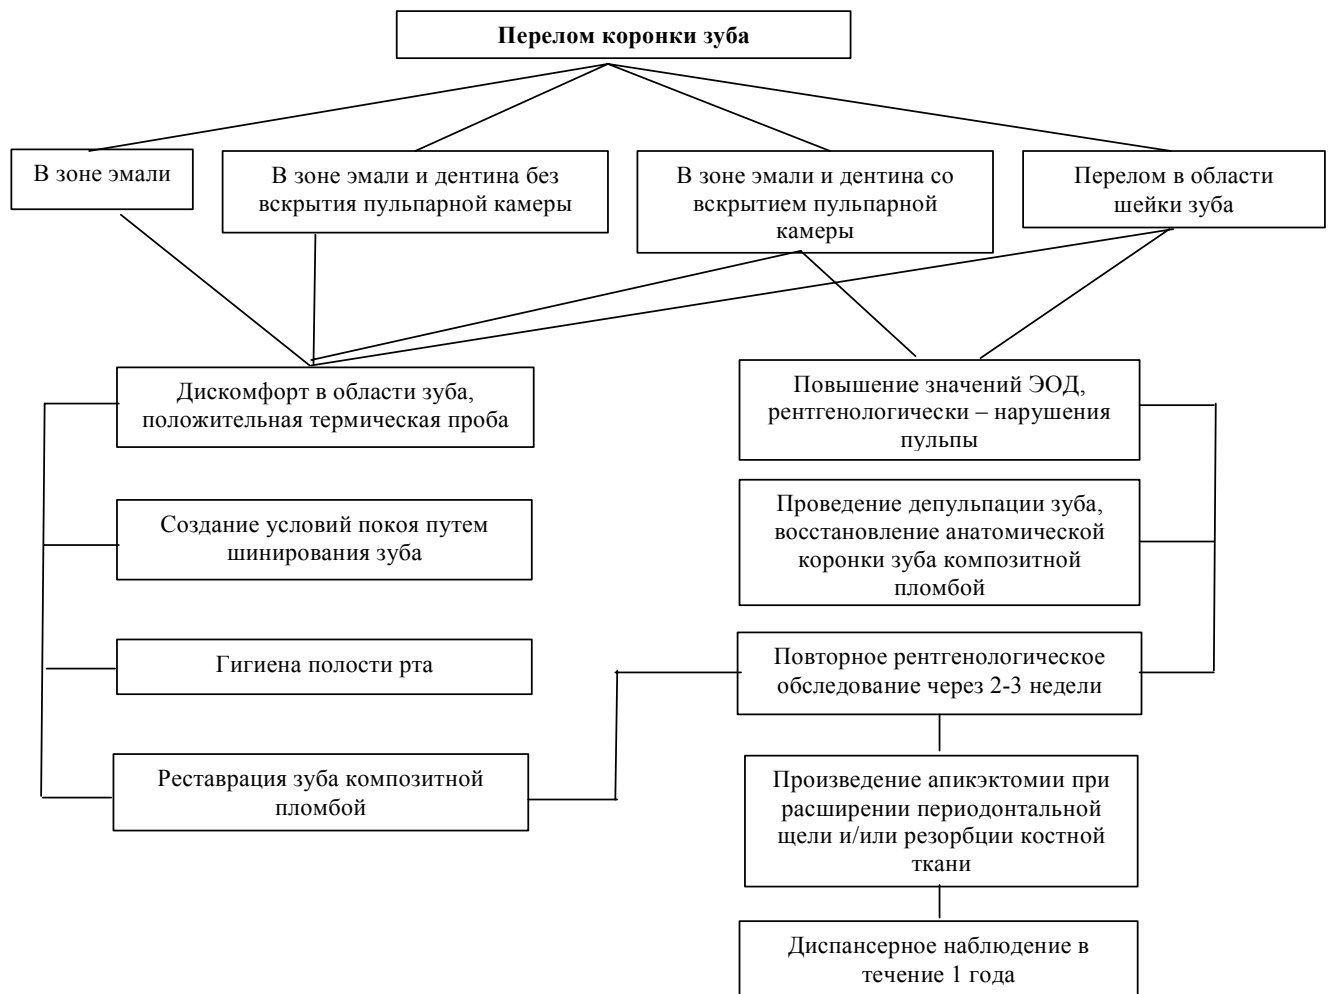 Перелом коронки зуба
В зоне эмали
В зоне эмали и дентина без
вскрытия пульпарной камеры
В зоне эмали и дентина со
вскрытием пульпарной
камеры
Перелом в области
шейки зуба
Дискомфорт в области зуба,
положительная термическая проба
Повышение значений ЭОД,
рентгенологически – нарушения
пульпы
Создание условий покоя путем
шинирования зуба
Проведение депульпации зуба,
восстановление анатомической
коронки зуба композитной
пломбой
Гигиена полости рта
Повторное рентгенологическое
обследование через 2-3 недели
Реставрация зуба композитной
пломбой
Произведение апикэктомии при
расширении периодонтальной
щели и/или резорбции костной
ткани
Диспансерное наблюдение в
течение 1 года